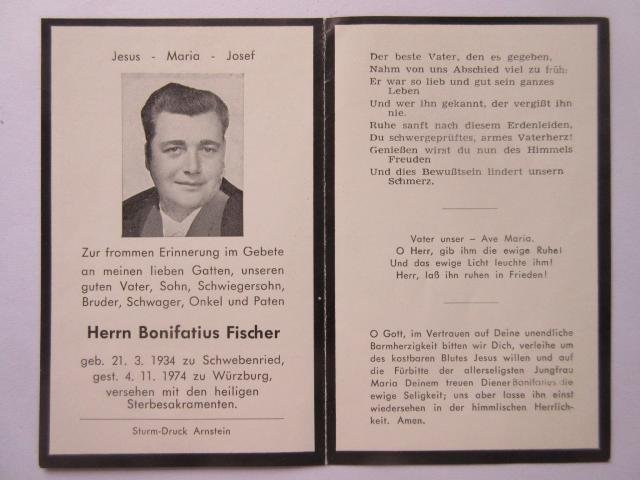 Jesus - Maria - Josef
Zur frommen Erinnerung im Gebete
an meinen lieben Gatten, unseren
guten Vater, Sohn, Schwiegersohn,
Bruder, Schwager, Onkel und Paten
Herrn Bonifatius Fischer
geb. 21. 3. 1934 zu Schwebenried,
gest. 4. 11. 1974 zu Würzburg,
versehen mit den heiligen
Sterbesakramenten.
Sturm-Druck Arnstein
Der beste Vater, den es gegeben,
Nahm von uns Abschied viel zu früh:
Er war so lieb und gut sein ganzes
Leben
Und wer ihn gekannt, der vergißt ihn
nie.
Ruhe sanft nach diesem Erdenleiden,
Du schwergeprüftes, armes Vaterherz!
Genießen wirst du nun des Himmels
Freuden
Und dies Bewußtsein lindert unsern
Schmerz.
Vater unser - Ave Maria.
O Herr, gib ihm die ewige Ruhe!
Und das ewige Licht leuchte ihm!
Herr, laß ihn ruhen in Frieden!
O Gott, im Vertrauen auf Deine unendliche
Barmherzigkeit bitten wir Dich, verleihe um
des kostbaren Blutes Jesus willen und auf
die Fürbitte der allerseligsten Jungfrau
Maria Deinem treuen Diener Bonifatius die
ewige Seligkeit; uns aber lasse ihn einst
wiedersehen in der himmlischen Herrlich-
keit. Amen.